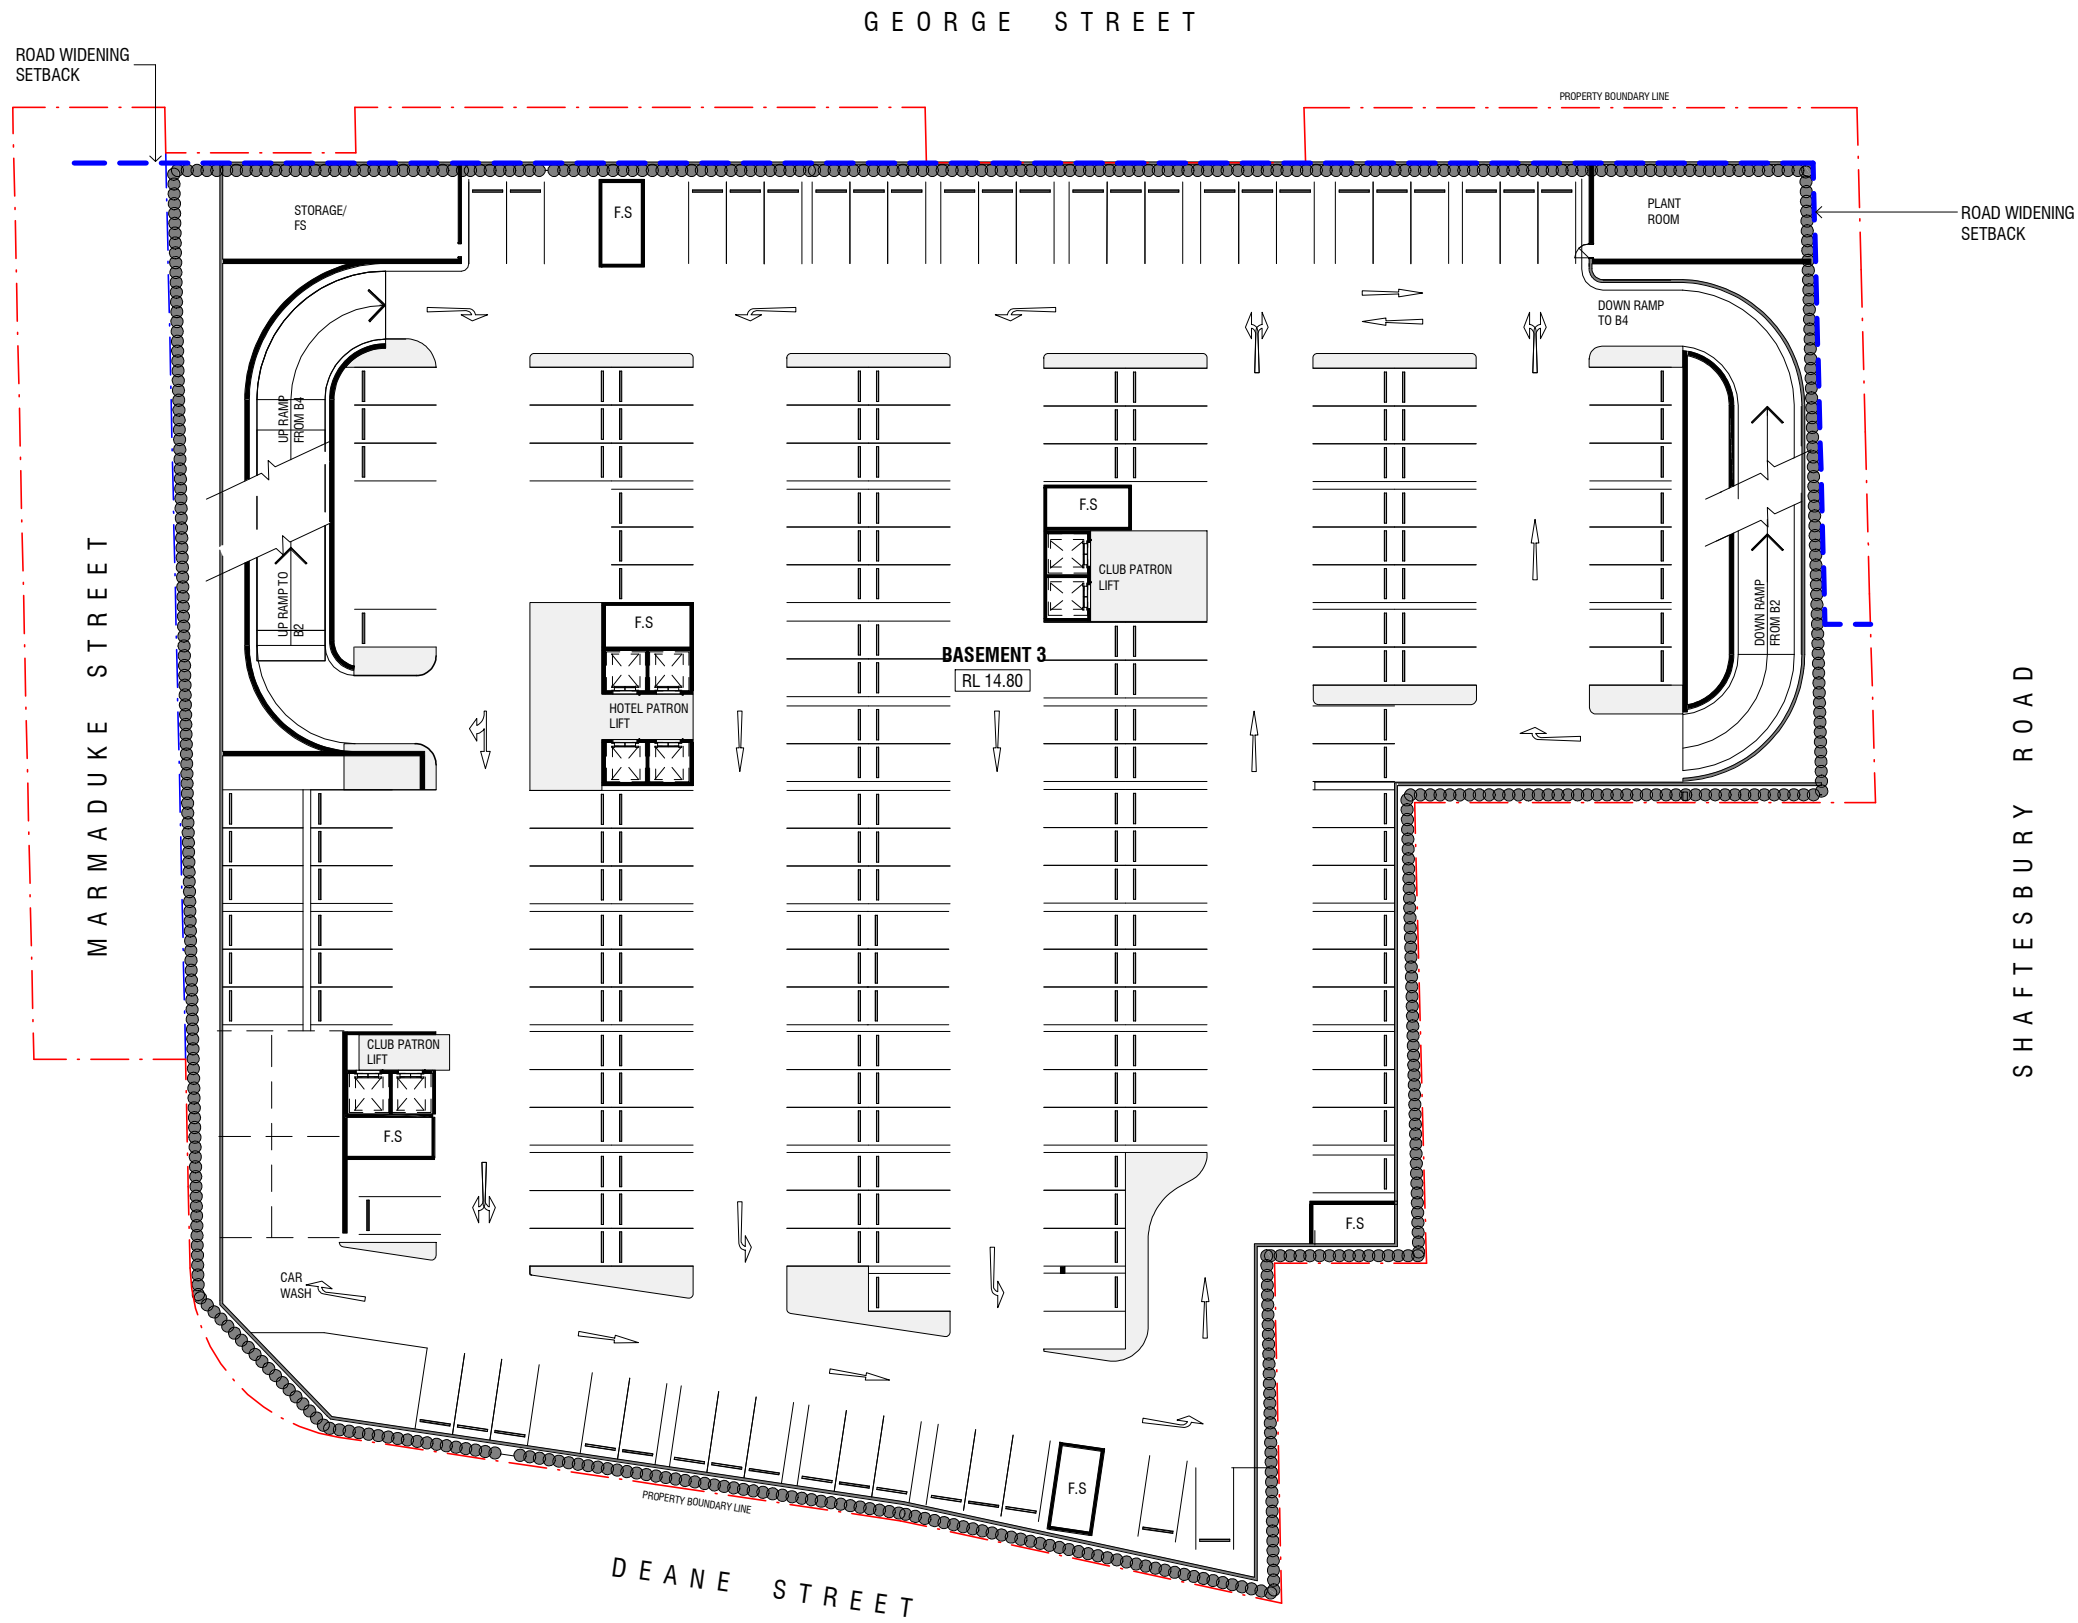 GEORGE STREET
ROAD WIDENING
SETBACK
PROPERTY BOUNDARY LINE
STORAGE/
FS
F.S
PLANT
ROOM
ROAD WIDENING
SETBACK
DOWN RAMP
TO B4
UP RAMP
FROM B4
F.S
CLUB PATRON
LIFT
UP RAMP TO
B2
DOWN RAMP
FROM B2
F.S
BASEMENT 3
RL 14.80
HOTEL PATRON
LIFT
MARMADUKE STREET
SHAFTESBURY ROAD
CLUB PATRON
LIFT
F.S
F.S
CAR
WASH
F.S
PROPERTY BOUNDARY LINE
DEANE STREET